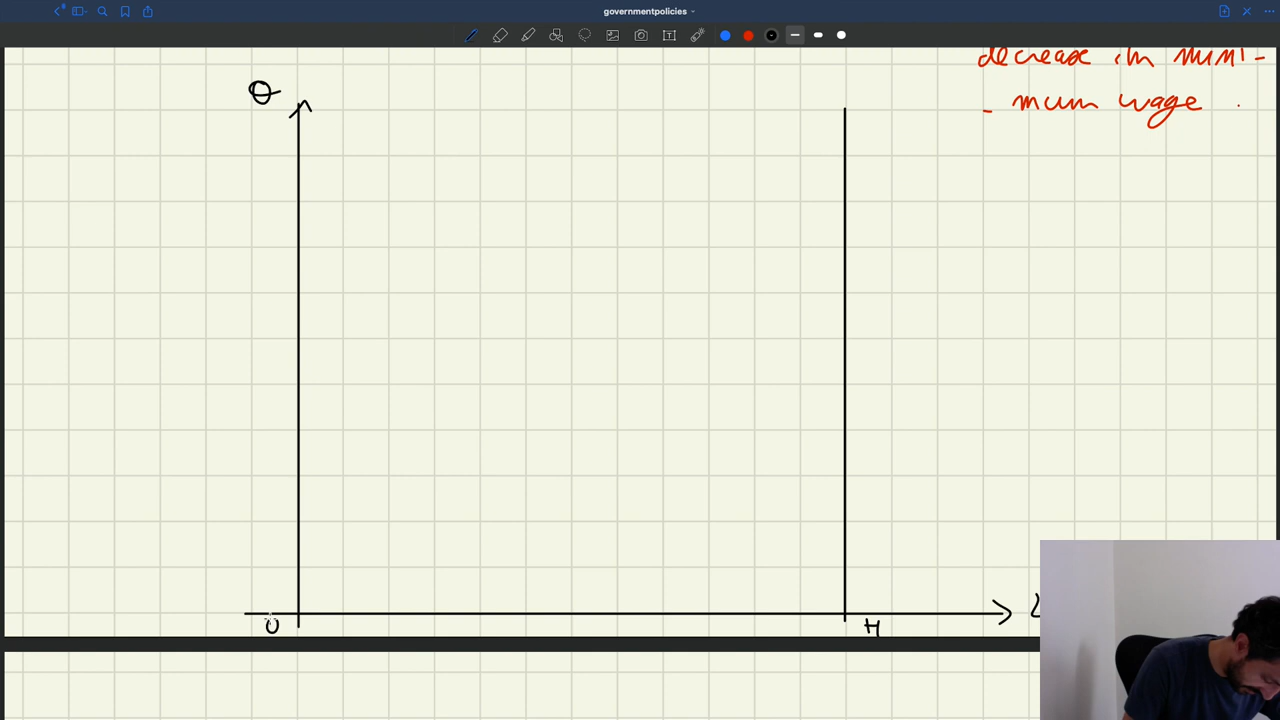 governmentpolicies
decrease in mini-
- mum wage .
θ
0
H
L